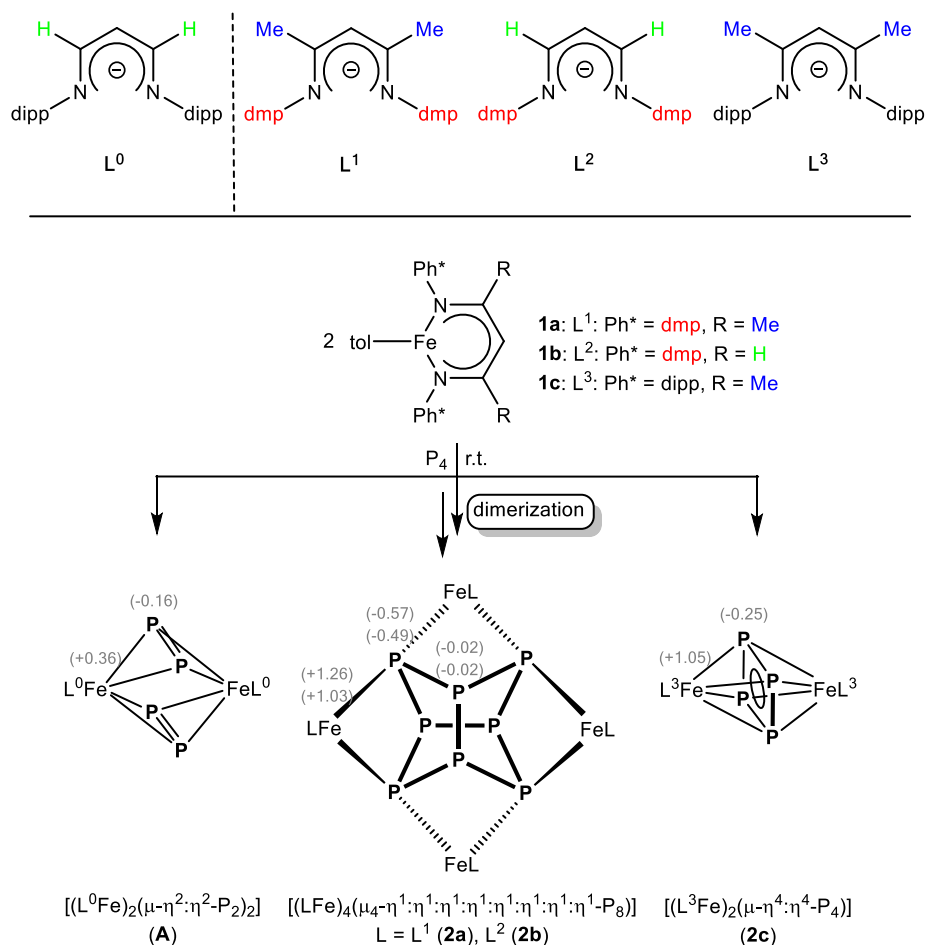 H H Me Me H H Me Me
⊖ ⊖ ⊖ ⊖
N N N N N N N N
dipp dipp dmp dmp dmp dmp dipp dipp
L⁰ L¹ L² L³
Ph* R
N
2 tol Fe
N
Ph* R
1a: L¹: Ph* = dmp, R = Me
1b: L²: Ph* = dmp, R = H
1c: L³: Ph* = dipp, R = Me
P₄ r.t.
dimerization
(-0.16)
P
(+0.36)
P
L⁰Fe FeL⁰
P
P
FeL
(-0.57)
(-0.49)
(-0.02)
(-0.02)
P P
(+1.26)
(+1.03)
P
LFe P P FeL
P
P P
FeL
(-0.25)
P
(+1.05)
P
L³Fe P FeL³
P
[(L⁰Fe)₂(μ-η²:η²-P₂)₂]
(A)
[(LFe)₄(μ₄-η¹:η¹:η¹:η¹:η¹:η¹:η¹:η¹-P₈)]
L = L¹ (2a), L² (2b)
[(L³Fe)₂(μ-η⁴:η⁴-P₄)]
(2c)